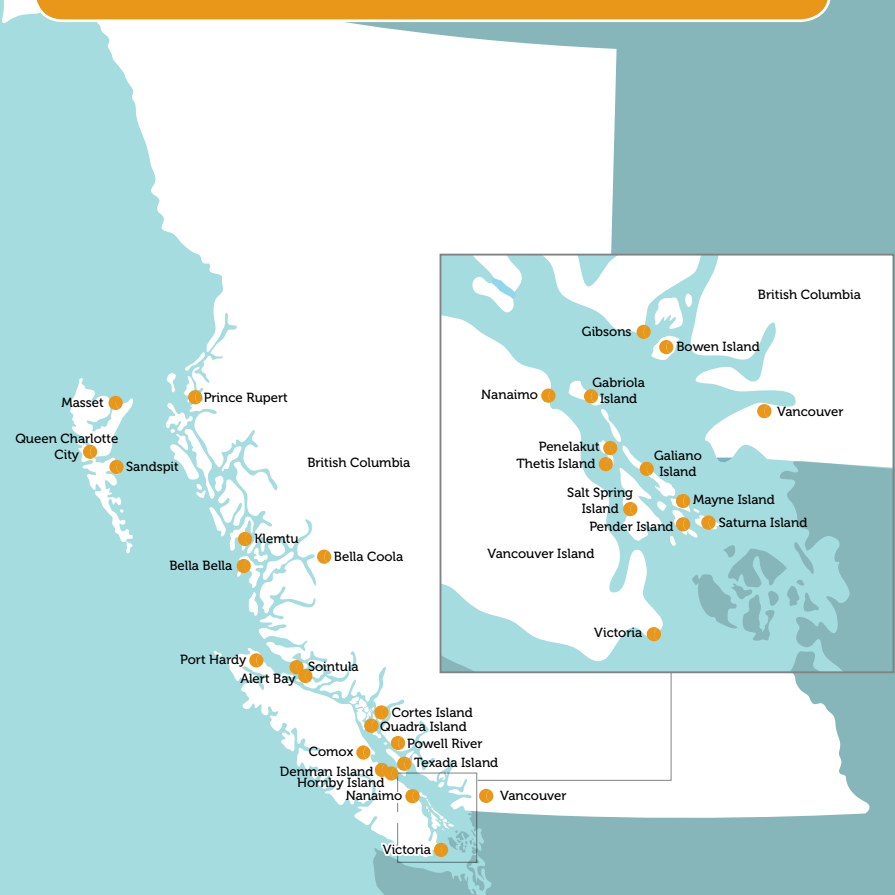 British Columbia
Gibsons
Bowen Island
Gabriola
Island
Nanaimo
Vancouver
Penelakut
Thetis Island
Galiano
Island
Salt Spring
Island
Mayne Island
Pender Island
Saturna Island
Vancouver Island
Victoria
Masset
Prince Rupert
Queen Charlotte
City
Sandspit
British Columbia
Klemtu
Bella Coola
Bella Bella
Port Hardy
Sointula
Alert Bay
Cortes Island
Quadra Island
Powell River
Comox
Texada Island
Denman Island
Hornby Island
Nanaimo
Vancouver
Victoria